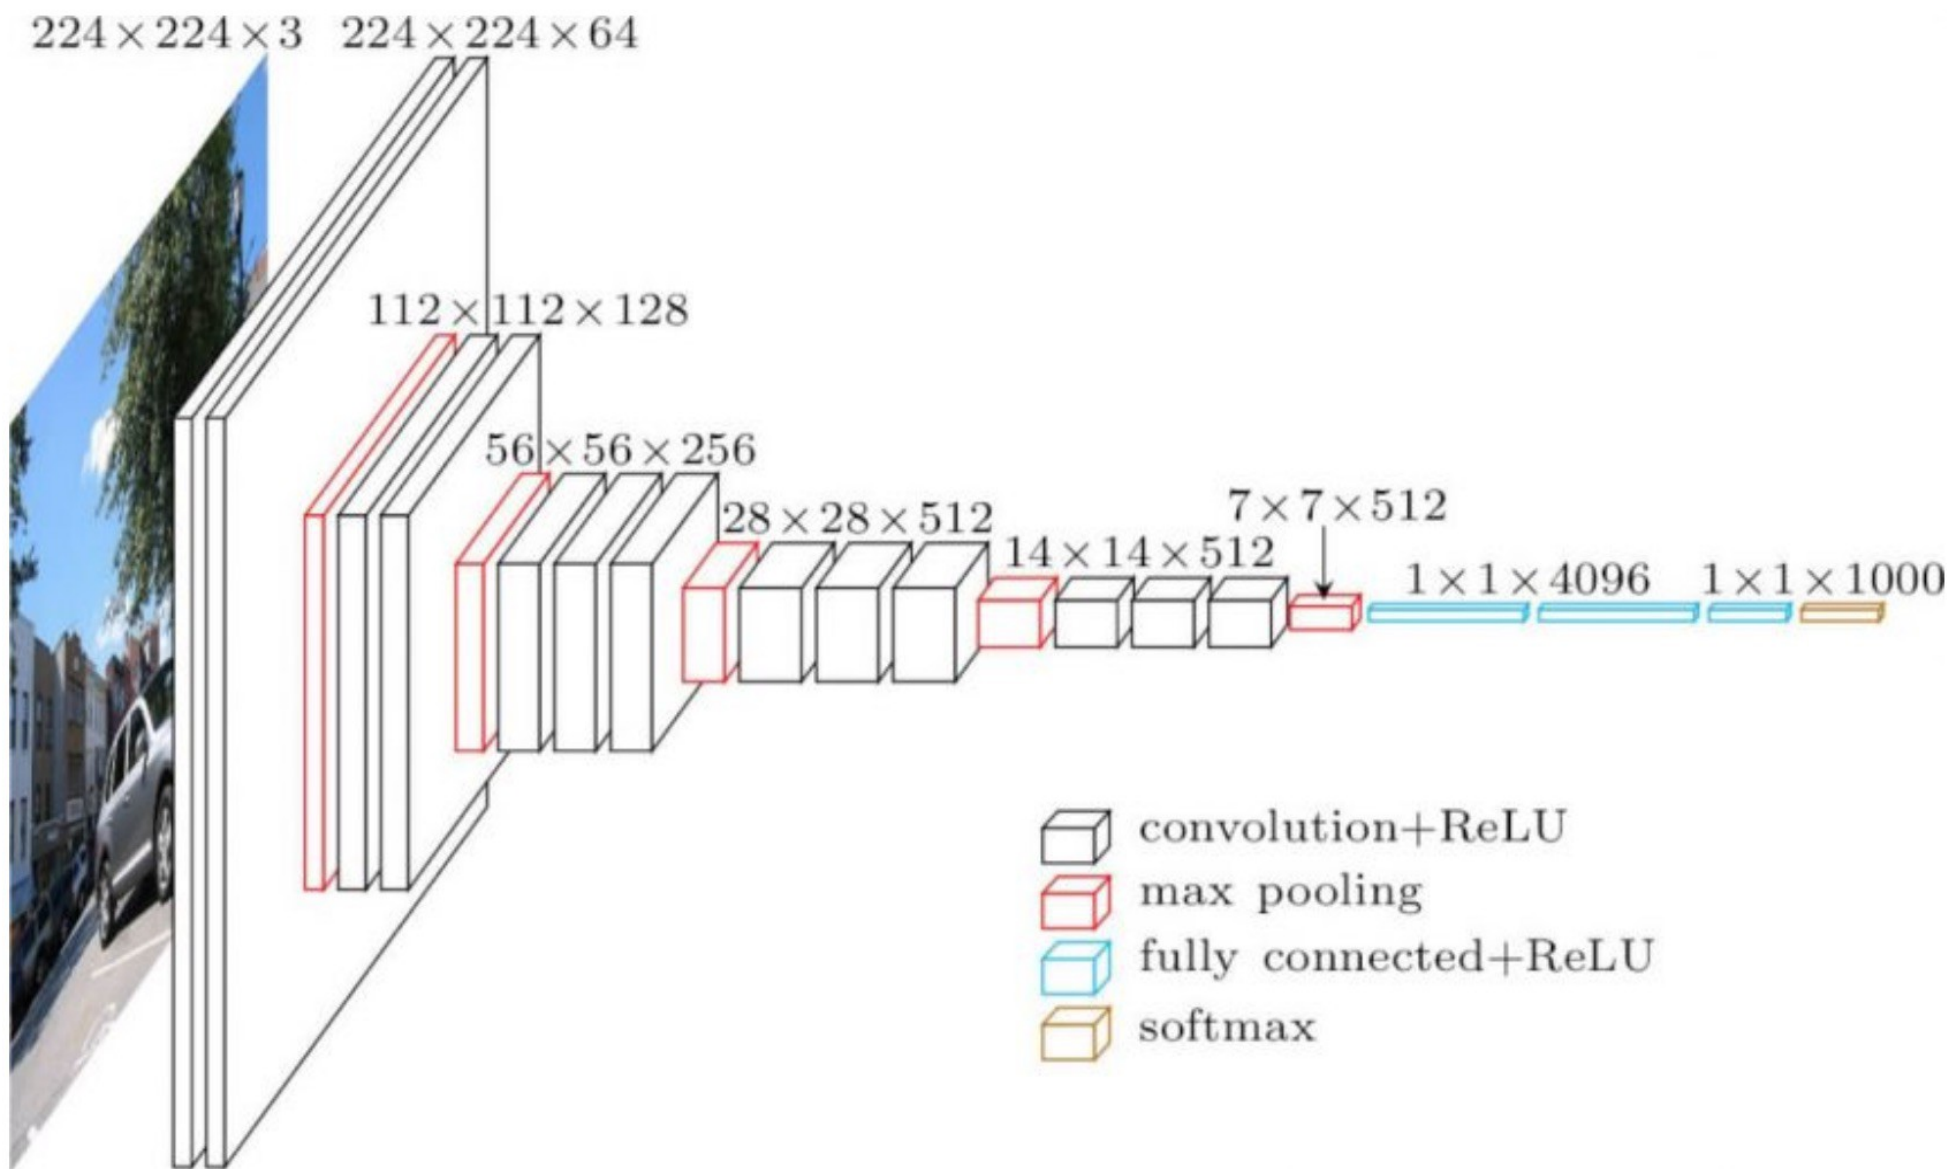 224×224×3
224×224×64
112×112×128
56×56×256
28×28×512
14×14×512
7×7×512
1×1×4096
1×1×1000
convolution+ReLU
max pooling
fully connected+ReLU
softmax